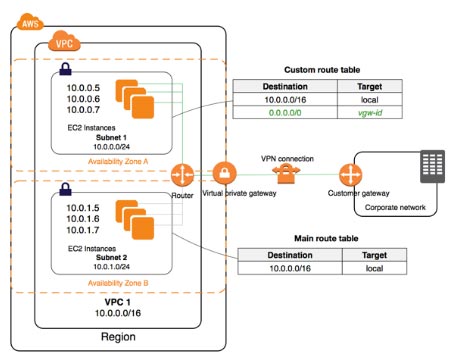 AWS
VPC
10.0.0.5
10.0.0.6
10.0.0.7
EC2 Instances
Subnet 1
10.0.0.0/24
Availability Zone A
Custom route table
Destination Target
10.0.0.0/16 local
0.0.0.0/0 vgw-id
Router
Virtual private gateway
VPN connection
Customer gateway
Corporate network
10.0.1.5
10.0.1.6
10.0.1.7
EC2 Instances
Subnet 2
10.0.1.0/24
Availability Zone B
Main route table
Destination Target
10.0.0.0/16 local
VPC 1
10.0.0.0/16
Region